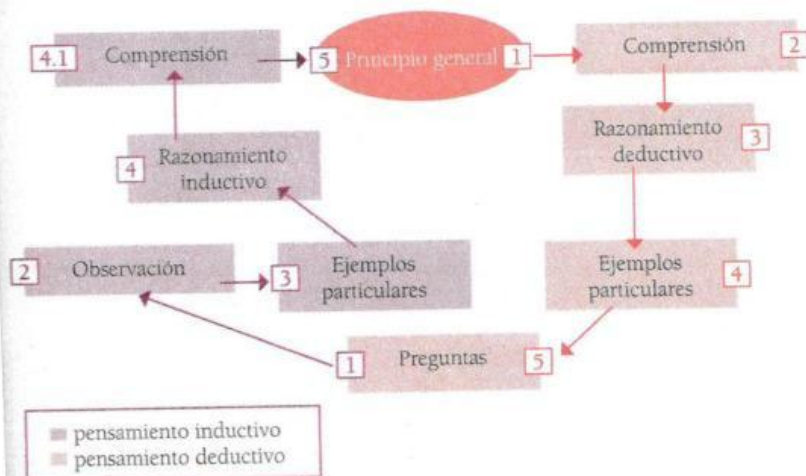 4.1 Comprensión
5 Principio general 1
Comprensión 2
4 Razonamiento
inductivo
Razonamiento
deductivo 3
2 Observación
3 Ejemplos
particulares
Ejemplos
particulares 4
1 Preguntas 5
pensamiento inductivo
pensamiento deductivo